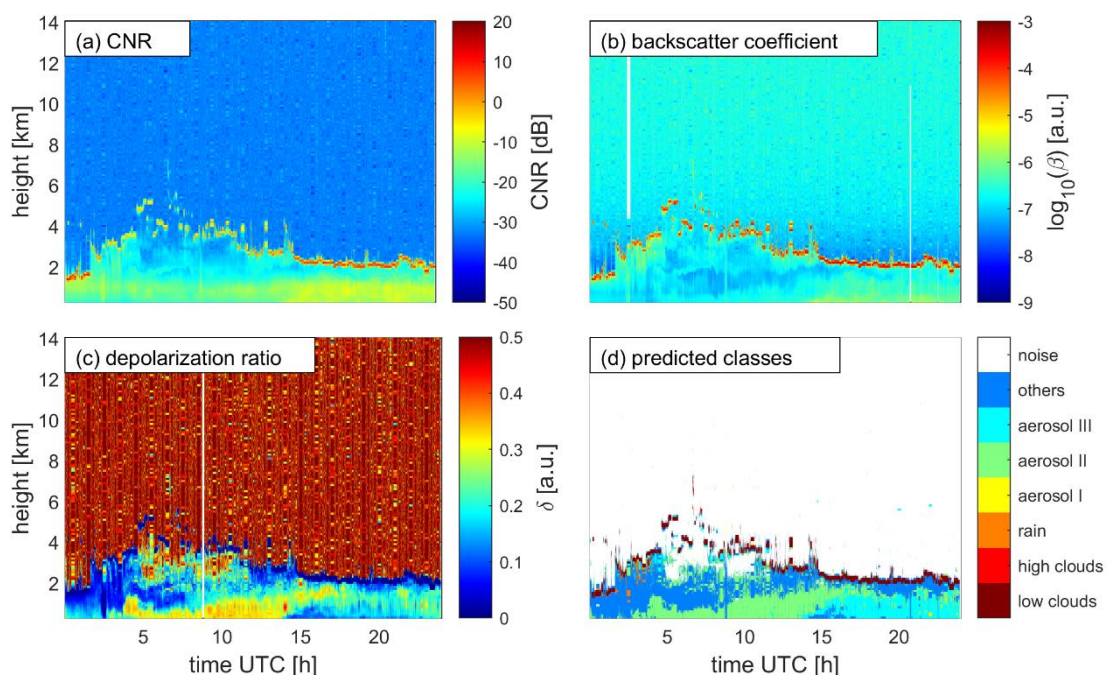 (a) CNR
14
12
10
8
6
4
2
height [km]
20
10
0
-10
-20
-30
-40
-50
CNR [dB]
(b) backscatter coefficient
-3
-4
-5
-6
-7
-8
-9
log10(β) [a.u.]
(c) depolarization ratio
14
12
10
8
6
4
2
height [km]
5 10 15 20
time UTC [h]
0.5
0.4
0.3
0.2
0.1
0
δ [a.u.]
(d) predicted classes
5 10 15 20
time UTC [h]
noise
others
aerosol III
aerosol II
aerosol I
rain
high clouds
low clouds